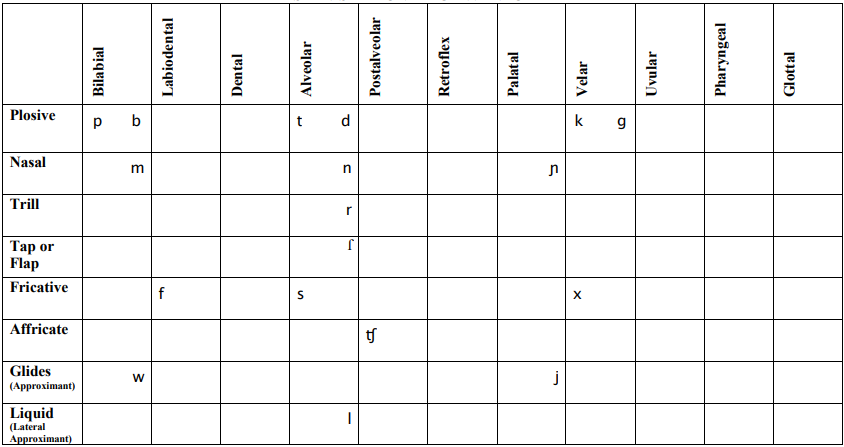 Bilabial Labiodental Dental Alveolar Postalveolar Retroflex Palatal Velar Uvular Pharyngeal Glottal
Plosive p b t d k g
Nasal m n ɲ
Trill r
Tap or ɾ
Flap
Fricative f s x
Affricate ʧ
Glides w j
(Approximant)
Liquid l
(Lateral
Approximant)